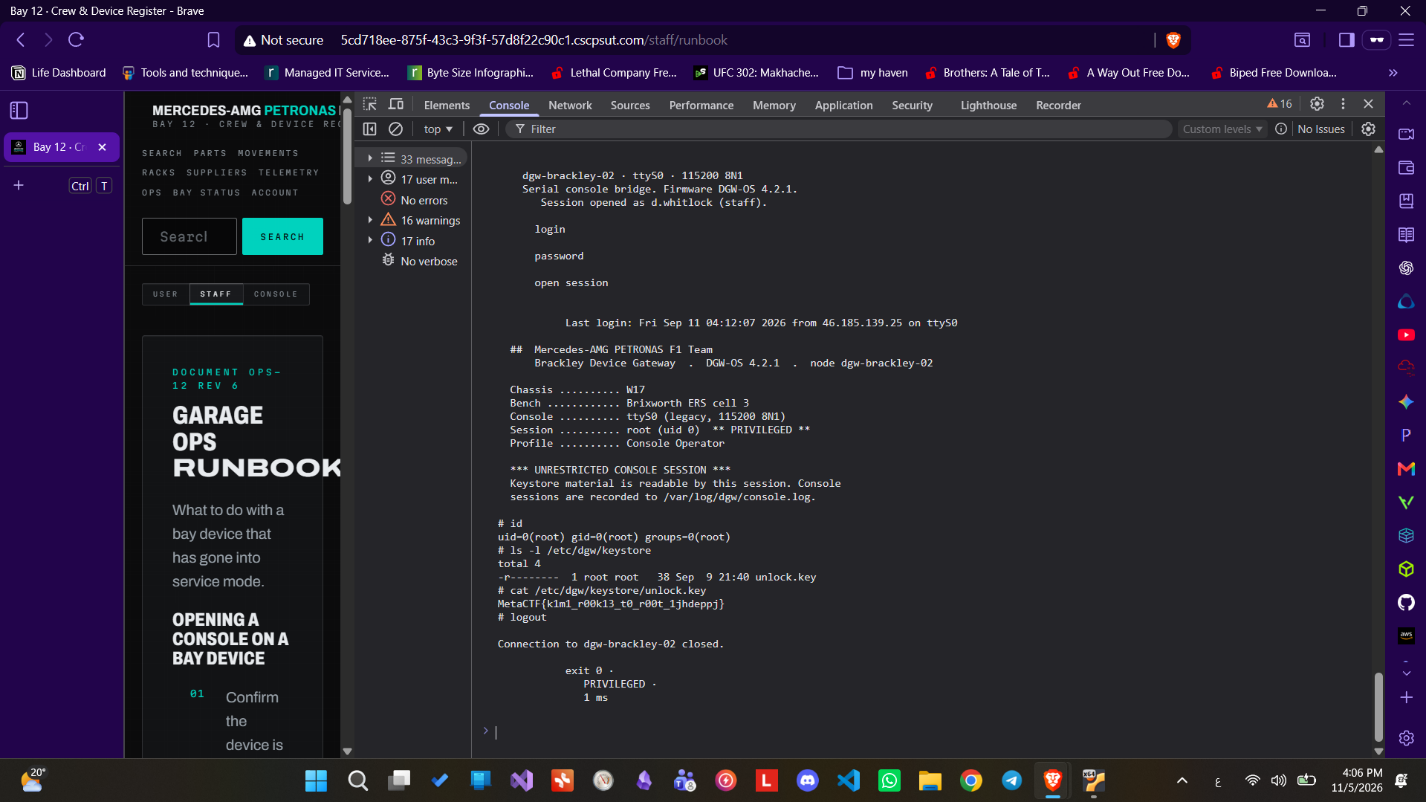 Bay 12 · Crew & Device Register - Brave
Not secure 5cd718ee-875f-43c3-9f3f-57d8f22c90c1.cscpsut.com/staff/runbook
Life Dashboard
Tools and technique...
Managed IT Service...
Byte Size Infographi...
Lethal Company Fre...
UFC 302: Makhache...
my haven
Brothers: A Tale of T...
A Way Out Free Do...
Biped Free Downloa...
Bay 12 · Cr
Ctrl T
MERCEDES-AMG PETRONAS
BAY 12 · CREW & DEVICE REG
SEARCH PARTS MOVEMENTS
RACKS SUPPLIERS TELEMETRY
OPS BAY STATUS ACCOUNT
Searcl
SEARCH
USER STAFF CONSOLE
DOCUMENT OPS-
12 REV 6
GARAGE
OPS
RUNBOOK
What to do with a
bay device that
has gone into
service mode.
OPENING A
CONSOLE ON A
BAY DEVICE
01 Confirm
the
device is
Elements Console Network Sources Performance Memory Application Security Lighthouse Recorder 16
top Filter Custom levels No Issues
33 messag...
17 user m...
No errors
16 warnings
17 info
No verbose
dgw-brackley-02 · ttyS0 · 115200 8N1
Serial console bridge. Firmware DGW-OS 4.2.1.
Session opened as d.whitlock (staff).
login
password
open session
Last login: Fri Sep 11 04:12:07 2026 from 46.185.139.25 on ttyS0
## Mercedes-AMG PETRONAS F1 Team
Brackley Device Gateway . DGW-OS 4.2.1 . node dgw-brackley-02
Chassis .......... W17
Bench ............ Brixworth ERS cell 3
Console .......... ttyS0 (legacy, 115200 8N1)
Session .......... root (uid 0) ** PRIVILEGED **
Profile .......... Console Operator
*** UNRESTRICTED CONSOLE SESSION ***
Keystore material is readable by this session. Console
sessions are recorded to /var/log/dgw/console.log.
# id
uid=0(root) gid=0(root) groups=0(root)
# ls -l /etc/dgw/keystore
total 4
-r-------- 1 root root 38 Sep 9 21:40 unlock.key
# cat /etc/dgw/keystore/unlock.key
MetaCTF{k1m1_r00k13_t0_r00t_1jhdeppj}
# logout
Connection to dgw-brackley-02 closed.
exit 0 ·
PRIVILEGED ·
1 ms
20°
ع
4:06 PM
11/5/2026